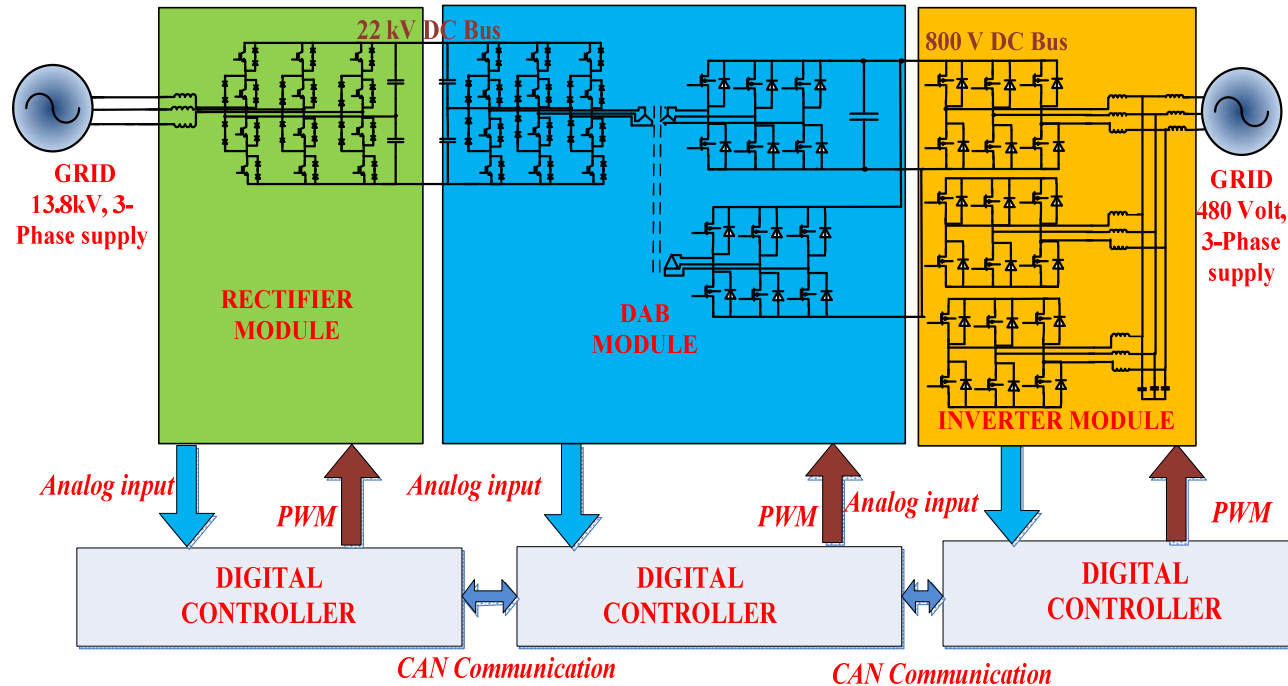 22 kV DC Bus
800 V DC Bus
GRID
13.8kV, 3-
Phase supply
GRID
480 Volt,
3-Phase
supply
RECTIFIER
MODULE
DAB
MODULE
INVERTER MODULE
Analog input
PWM
Analog input
PWM
Analog input
PWM
DIGITAL
CONTROLLER
DIGITAL
CONTROLLER
DIGITAL
CONTROLLER
CAN Communication
CAN Communication